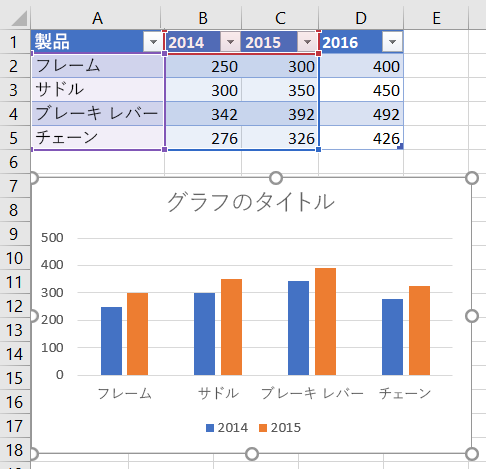 A B C D E
1 製品 2014 2015 2016
2 フレーム 250 300 400
3 サドル 300 350 450
4 ブレーキ レバー 342 392 492
5 チェーン 276 326 426
6
7
8 グラフのタイトル
9
10 500
11 400
12 300
13 200
14 100
15 0
16 フレーム サドル ブレーキ レバー チェーン
17 2014 2015
18